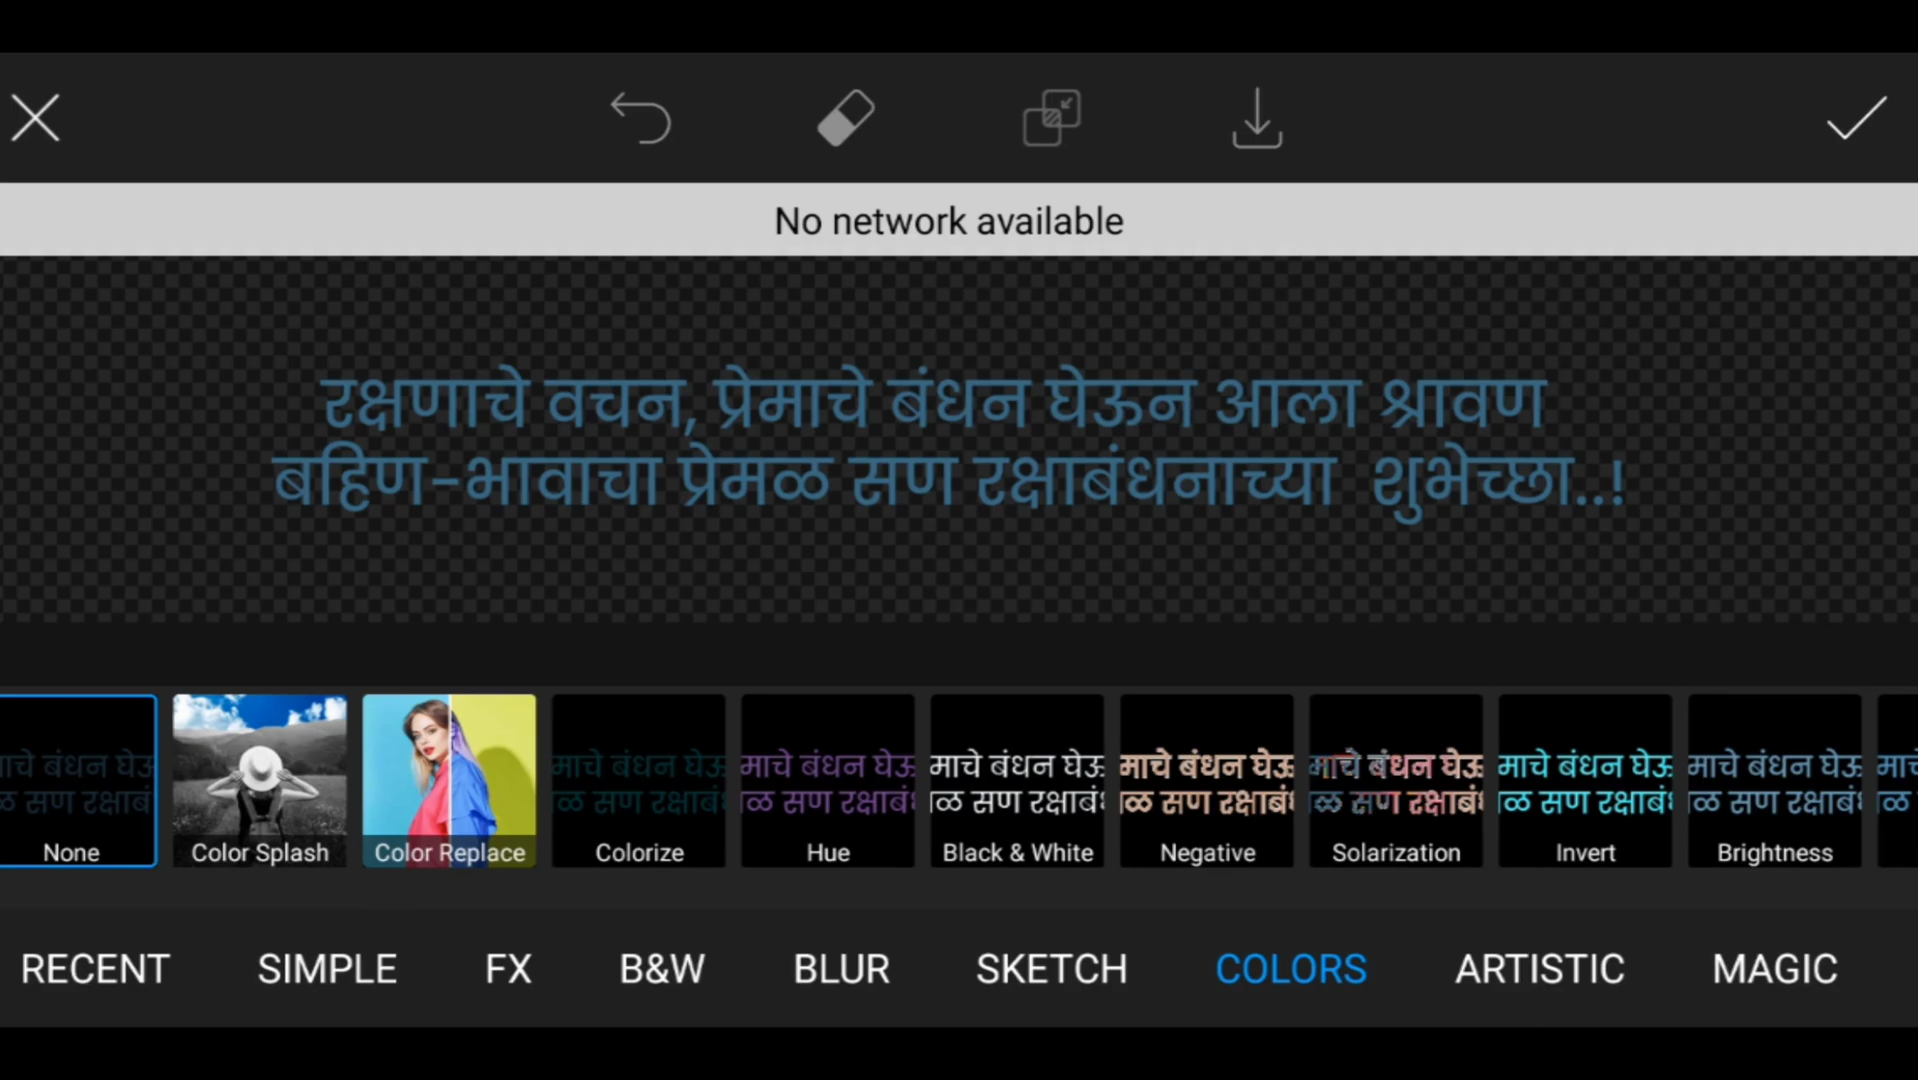 No network available
रक्षणाचे वचन, प्रेमाचे बंधन घेऊन आला श्रावण
बहिण-भावाचा प्रेमळ सण रक्षाबंधनाच्या शुभेच्छा..!
None
Color Splash
Color Replace
Colorize
Hue
Black & White
Negative
Solarization
Invert
Brightness
RECENT SIMPLE FX B&W BLUR SKETCH COLORS ARTISTIC MAGIC